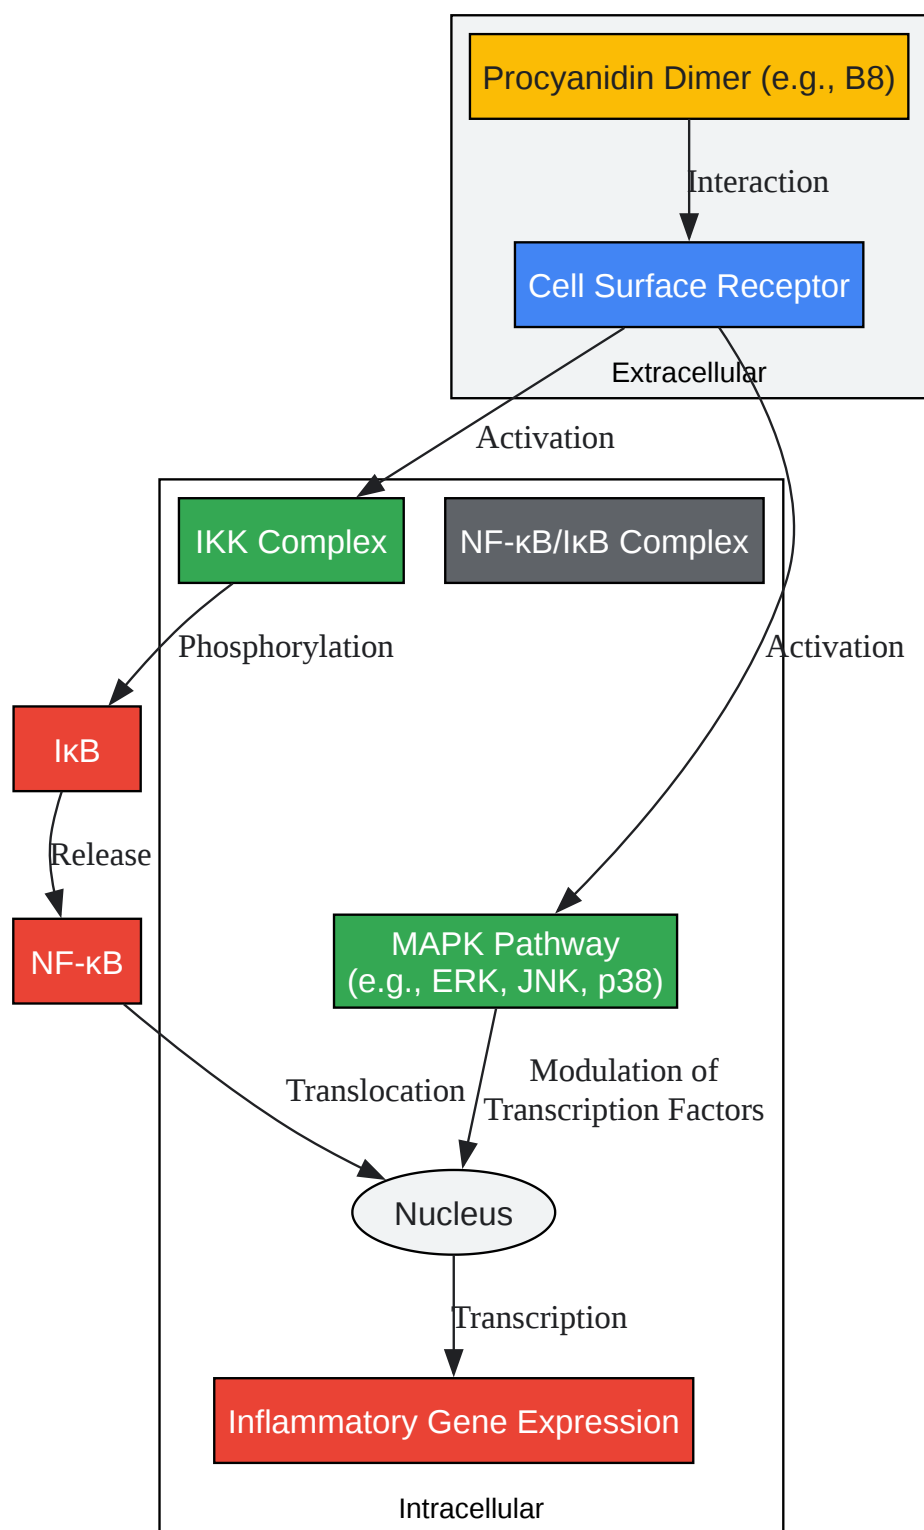 Procyanidin Dimer (e.g., B8)
Interaction
Cell Surface Receptor
Extracellular
Activation
IKK Complex
NF-κB/IκB Complex
Phosphorylation
Activation
IκB
Release
NF-κB
MAPK Pathway
(e.g., ERK, JNK, p38)
Translocation
Modulation of
Transcription Factors
Nucleus
Transcription
Inflammatory Gene Expression
Intracellular